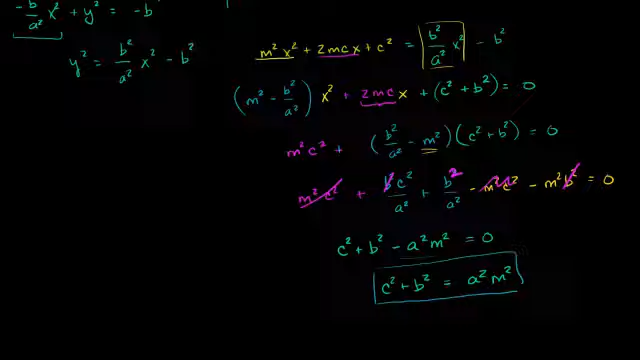 -b/a² x² + y² = -b
y² = b²/a² x² - b²
m²x² + 2mcx + c² = b²/a² x² - b²
(m² - b²/a²) x² + 2mcx + (c² + b²) = 0
m²c² + (b²/a² - m²)(c² + b²) = 0
m²c² + b²c²/a² + b²/a² - m²c² - m²b² = 0
c² + b² - a²m² = 0
c² + b² = a²m²